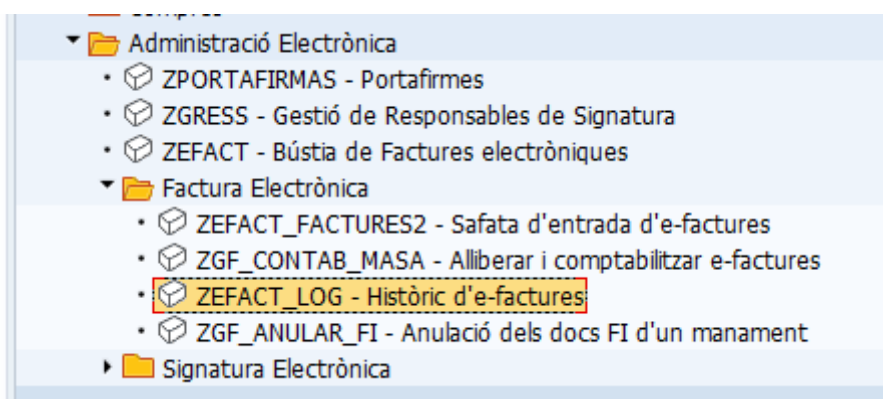 Administració Electrònica
ZPORTAFIRMAS - Portafirmes
ZGRESS - Gestió de Responsables de Signatura
ZEFACT - Bústia de Factures electròniques
Factura Electrònica
ZEFACT_FACTURES2 - Safata d'entrada d'e-factures
ZGF_CONTAB_MASA - Alliberar i comptabilitzar e-factures
ZEFACT_LOG - Històric d'e-factures
ZGF_ANULAR_FI - Anulació dels docs FI d'un manament
Signatura Electrònica